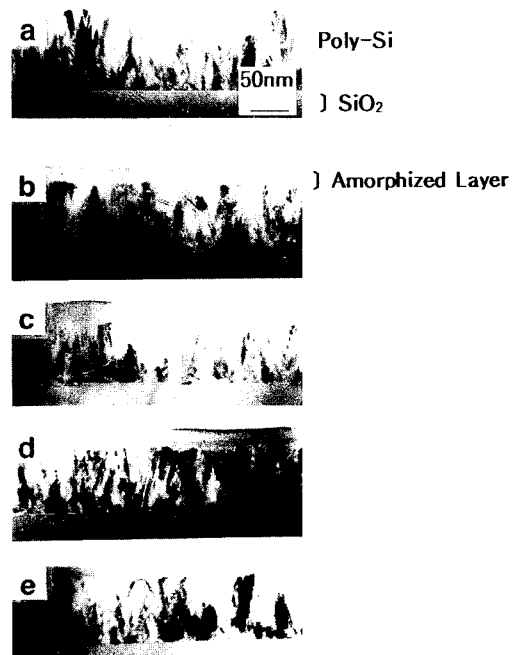 a
Poly-Si
50nm
] SiO₂
b
] Amorphized Layer
c
d
e